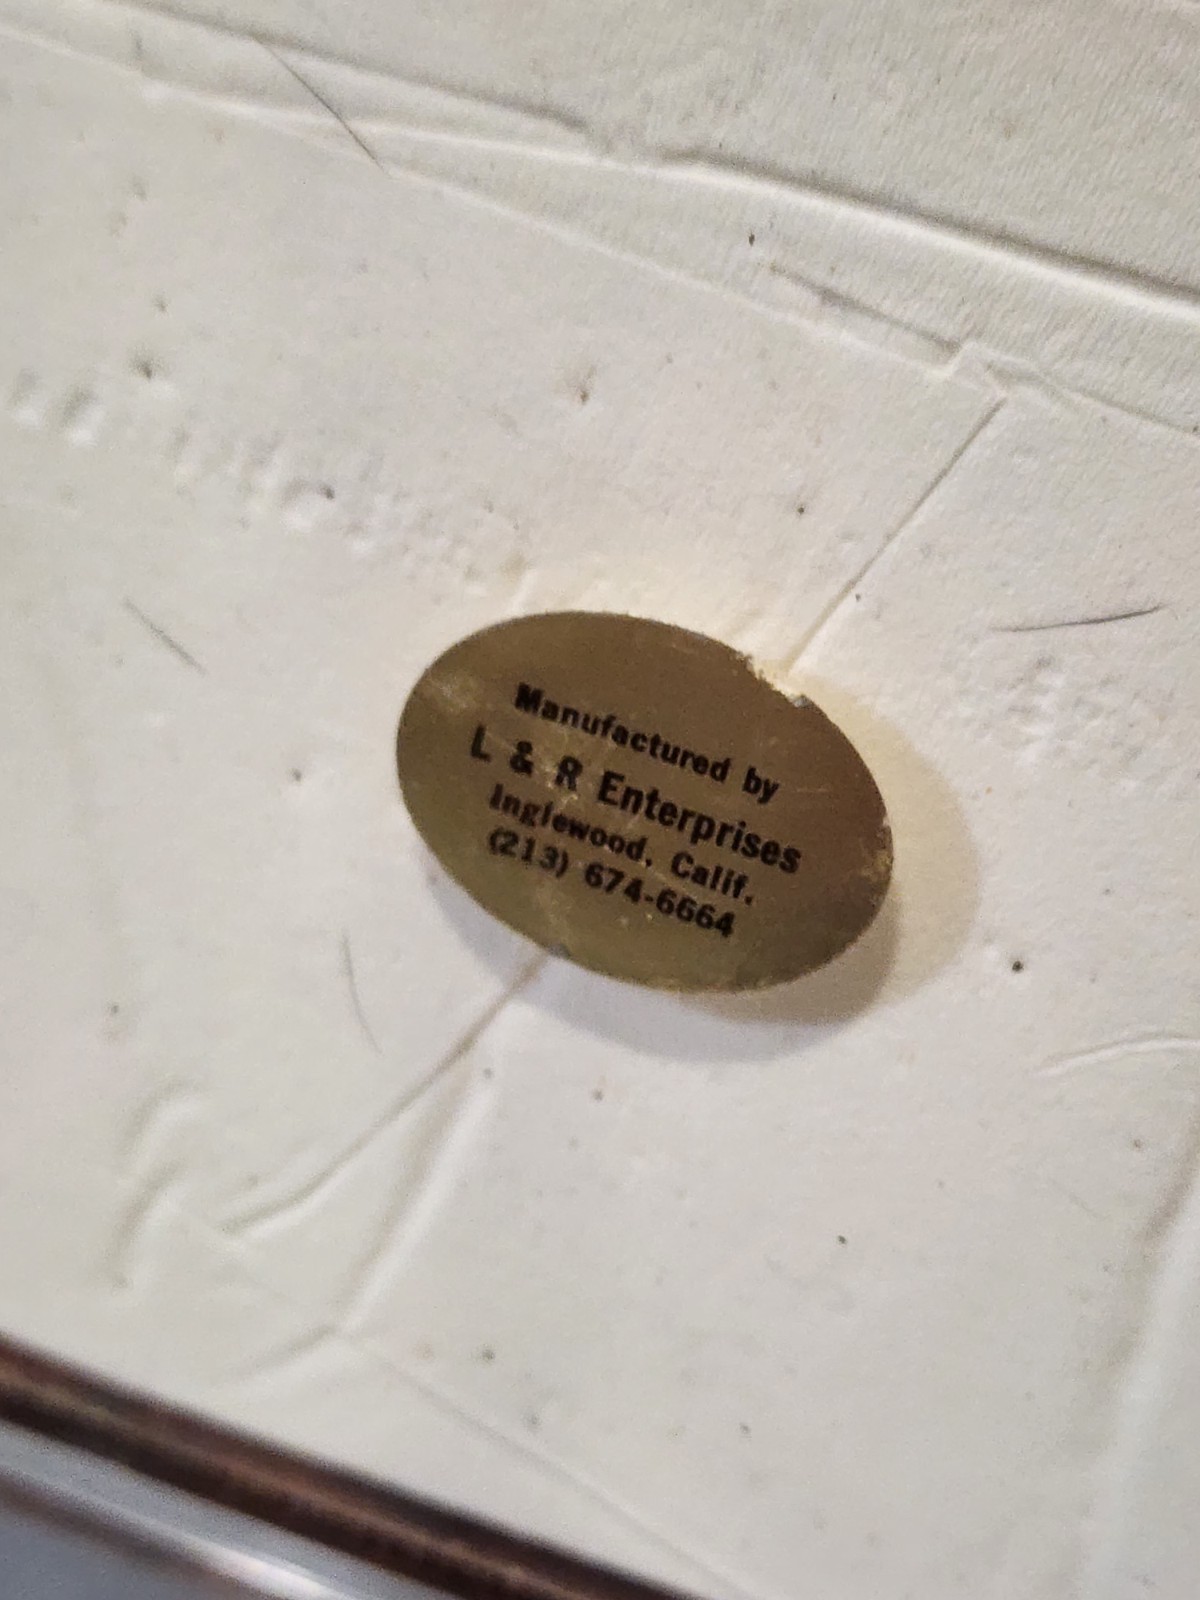 Manufactured by
L & R Enterprises
Inglewood, Calif.
(213) 674-6664